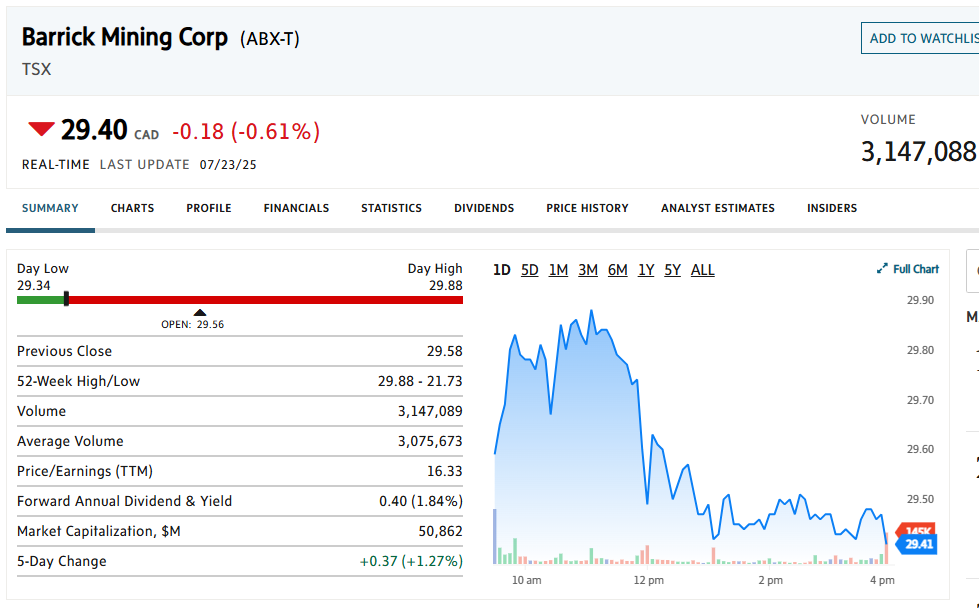 Barrick Mining Corp (ABX-T)
ADD TO WATCHLIS
TSX
29.40 CAD -0.18 (-0.61%)
VOLUME
3,147,088
REAL-TIME LAST UPDATE 07/23/25
SUMMARY CHARTS PROFILE FINANCIALS STATISTICS DIVIDENDS PRICE HISTORY ANALYST ESTIMATES INSIDERS
Day Low Day High
29.34 29.88
OPEN: 29.56
Previous Close 29.58
52-Week High/Low 29.88 - 21.73
Volume 3,147,089
Average Volume 3,075,673
Price/Earnings (TTM) 16.33
Forward Annual Dividend & Yield 0.40 (1.84%)
Market Capitalization, $M 50,862
5-Day Change +0.37 (+1.27%)
1D 5D 1M 3M 6M 1Y 5Y ALL
Full Chart
29.90
29.80
29.70
29.60
29.50
145K
29.41
10 am 12 pm 2 pm 4 pm
M